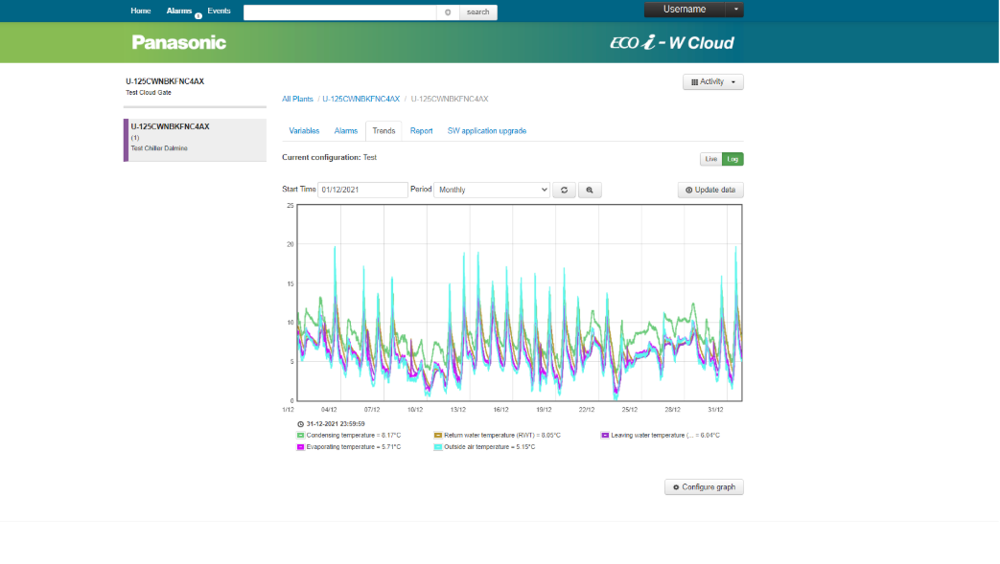 Home Alarms 1 Events search Username
Panasonic ECO i - W Cloud
U-125CWNBKFNC4AX
Test Cloud Gate
Activity
All Plants / U-125CWNBKFNC4AX / U-125CWNBKFNC4AX
U-125CWNBKFNC4AX
(1)
Test Chiller Dalmine
Variables Alarms Trends Report SW application upgrade
Current configuration: Test Live Log
Start Time 01/12/2021 Period Monthly Update data
25
20
15
10
5
0
1/12 04/12 07/12 10/12 13/12 16/12 19/12 22/12 25/12 28/12 31/12
31-12-2021 23:59:59
Condensing temperature = 8.17°C Return water temperature (RWT) = 8.05°C Leaving water temperature (... = 6.04°C
Evaporating temperature = 5.71°C Outside air temperature = 5.15°C
Configure graph